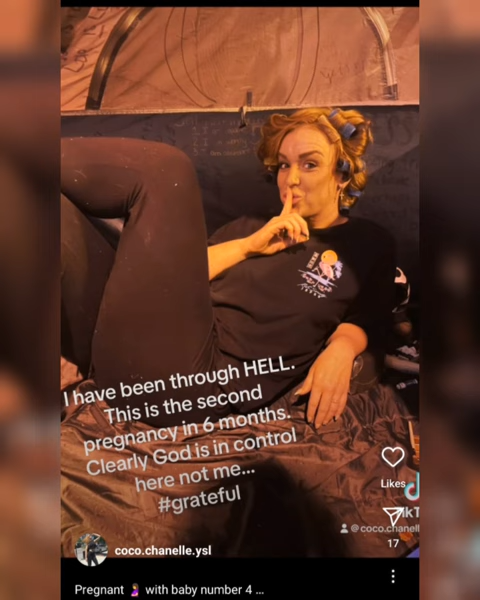 I have been through HELL.
This is the second
pregnancy in 6 months.
Clearly God is in control
here not me...
#grateful
Likes
@coco.chanell
17
coco.chanelle.ysl
Pregnant 🤰 with baby number 4 ...